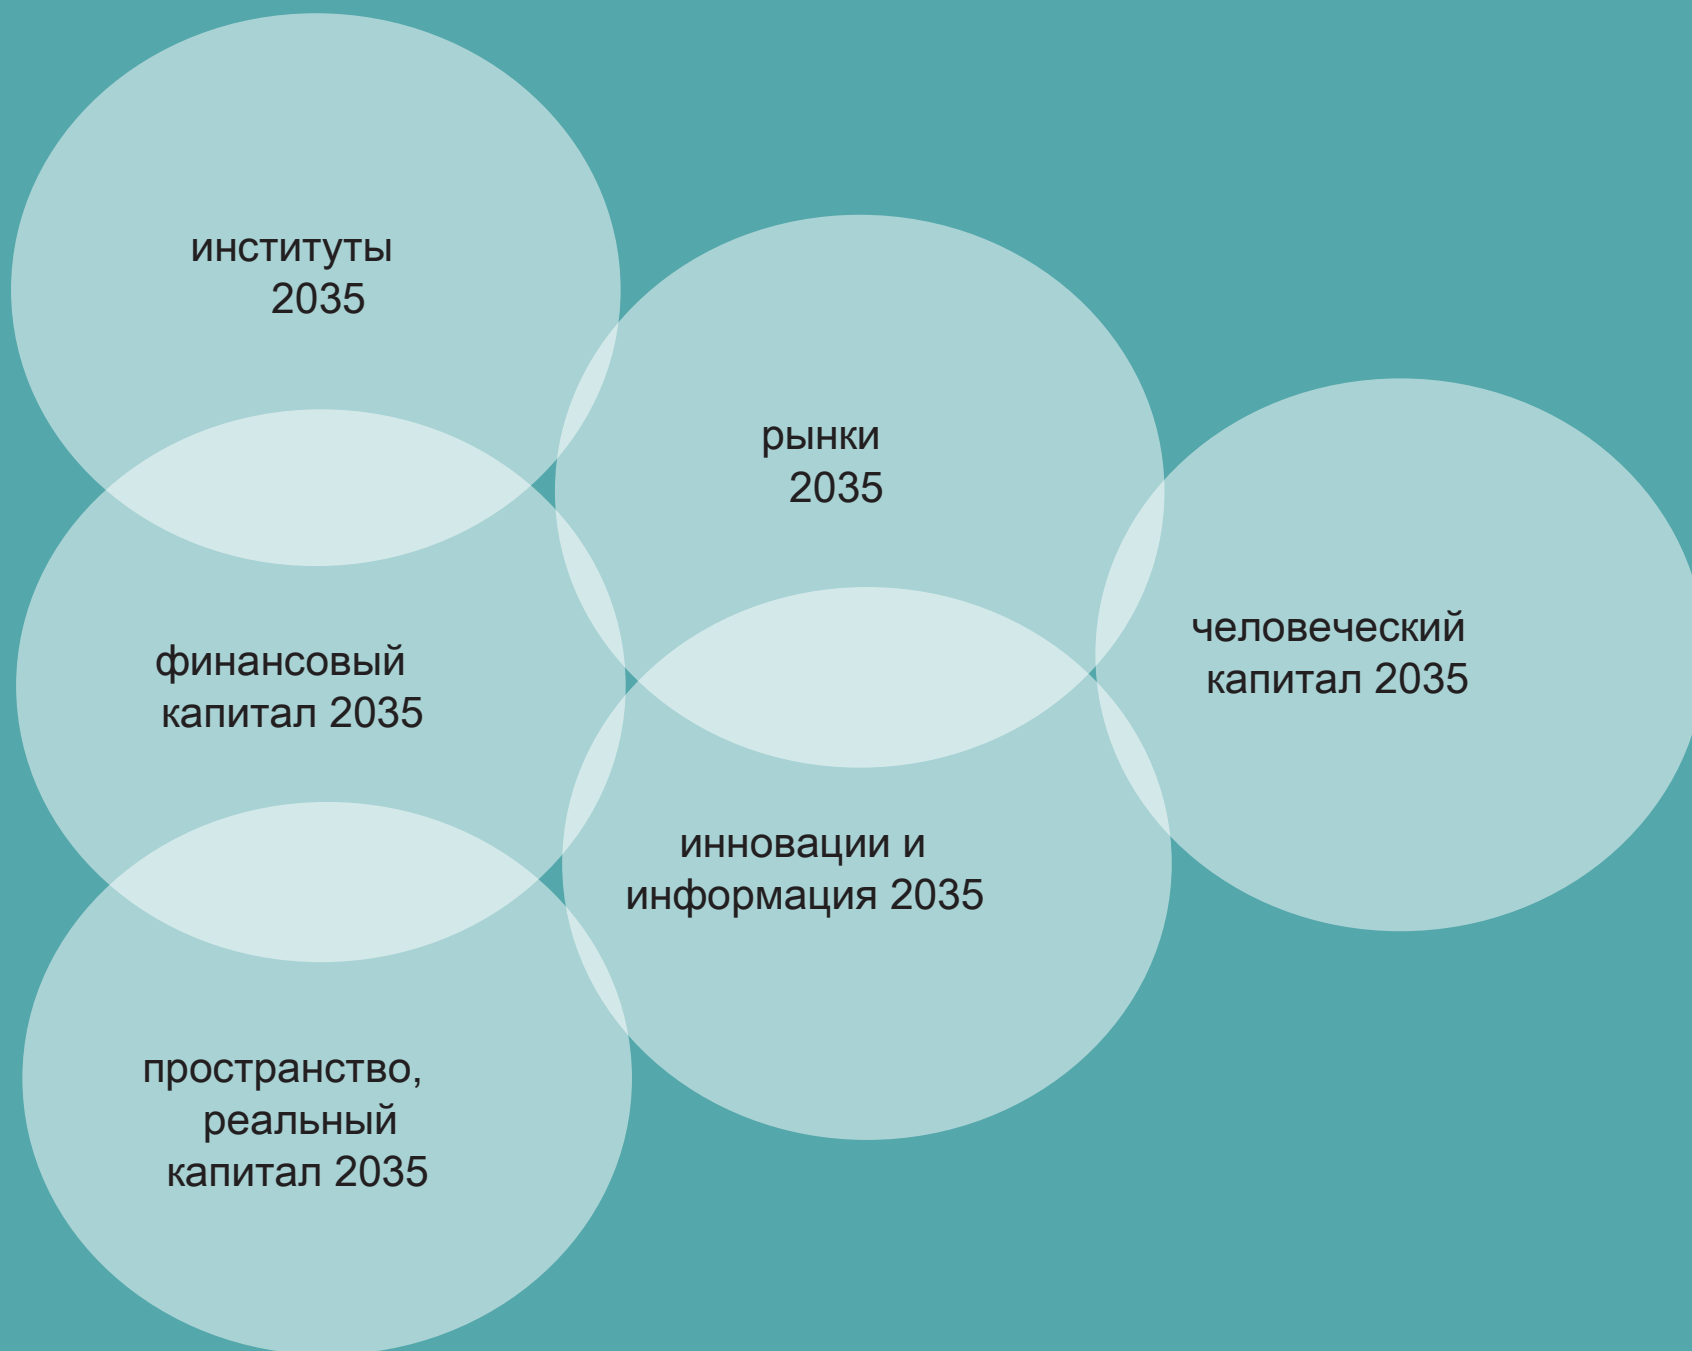 институты
2035
рынки
2035
человеческий
капитал 2035
финансовый
капитал 2035
инновации и
информация 2035
пространство,
реальный
капитал 2035